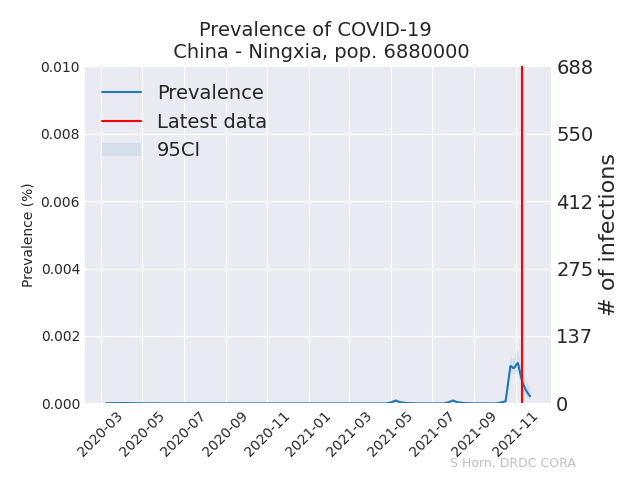 Prevalence of COVID-19
China - Ningxia, pop. 6880000
Prevalence
Latest data
95CI
0.010
0.008
0.006
0.004
0.002
0.000
Prevalence (%)
688
550
412
275
137
0
# of infections
2020-03
2020-05
2020-07
2020-09
2020-11
2021-01
2021-03
2021-05
2021-07
2021-09
2021-11
S Horn, DRDC CORA